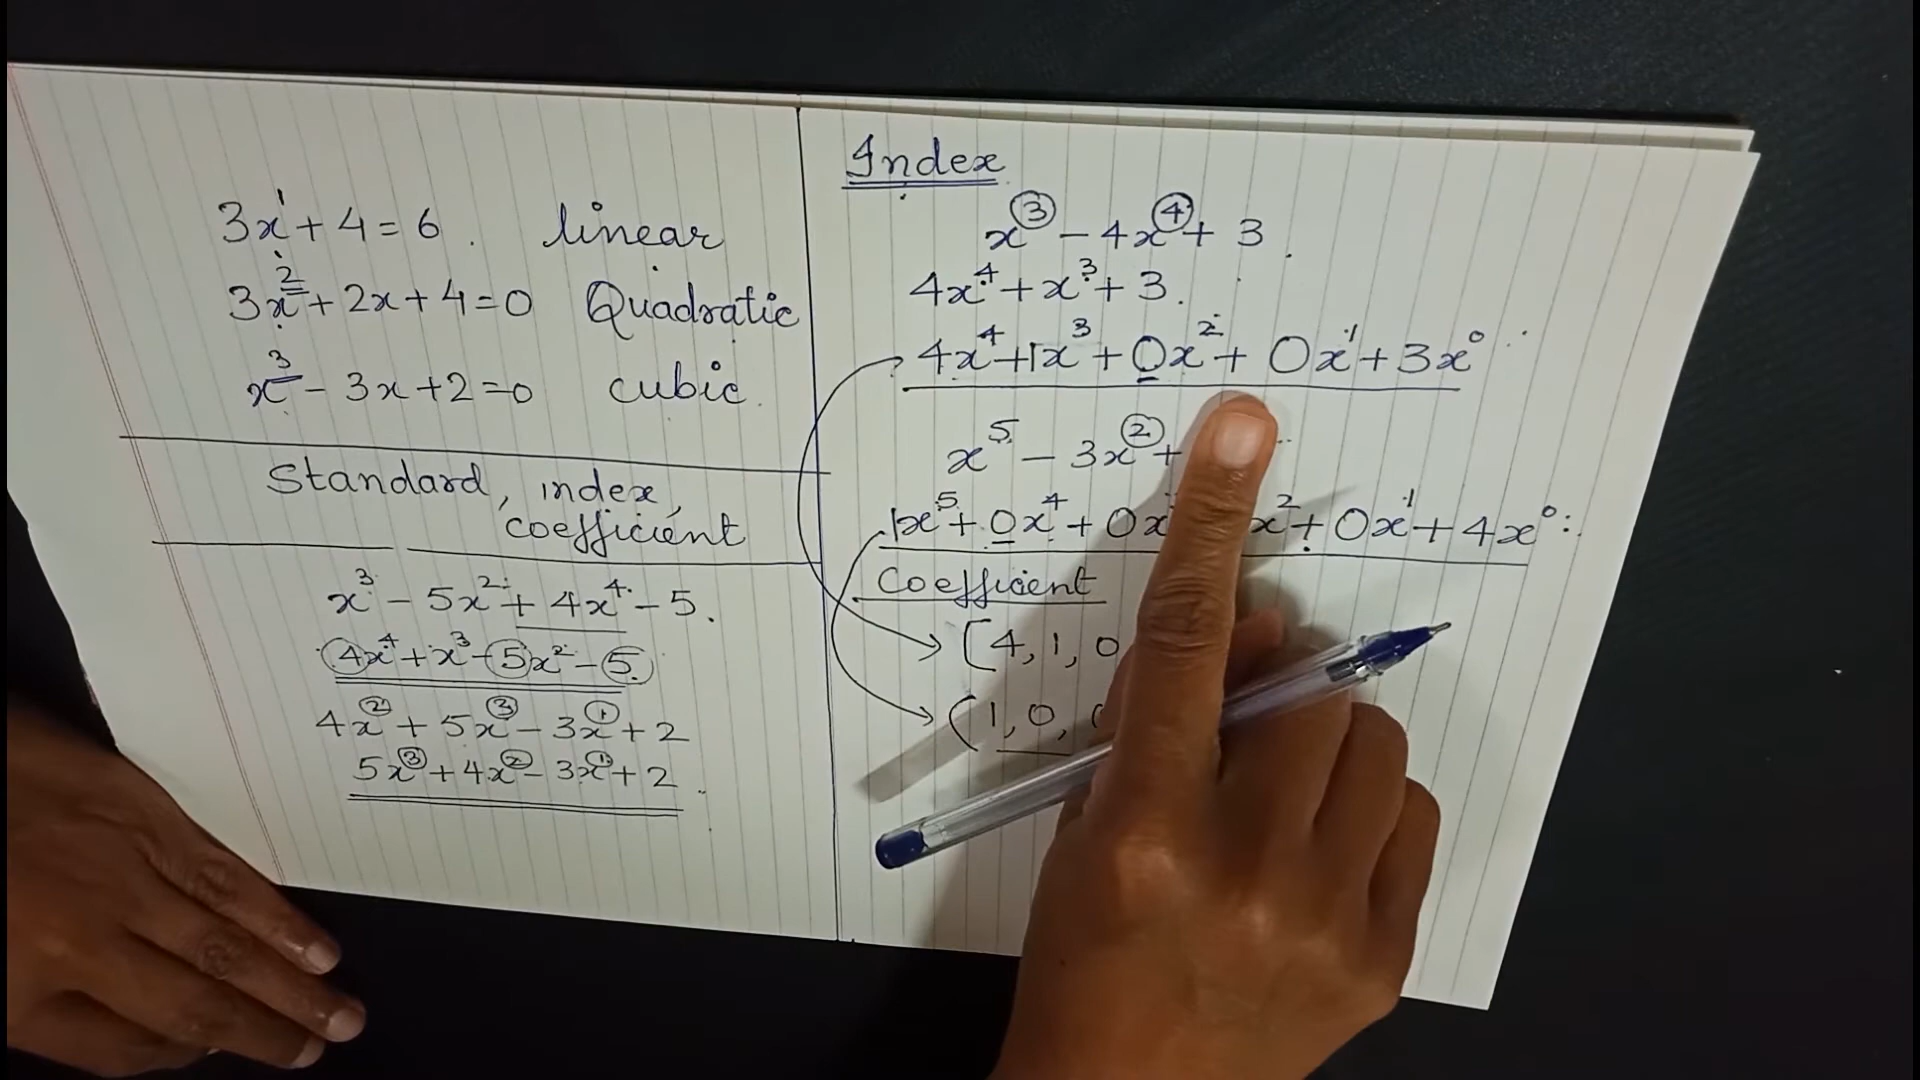 3x¹ + 4 = 6 . linear
3x² + 2x + 4 = 0 Quadratic
x³ - 3x + 2 = 0 cubic.
Standard, index,
coefficient
x³ - 5x² + 4x⁴ - 5.
4x⁴ + x³ - 5x² - 5.
4x² + 5x³ - 3x¹ + 2
5x³ + 4x² - 3x¹ + 2
Index
x³ - 4x⁴ + 3
4x⁴ + x³ + 3.
4x⁴ + 1x³ + 0x² + 0x¹ + 3x⁰
x⁵ - 3x² +
1x⁵ + 0x⁴ + 0x x² + 0x¹ + 4x⁰
Coefficient
(4, 1, 0
(1, 0,